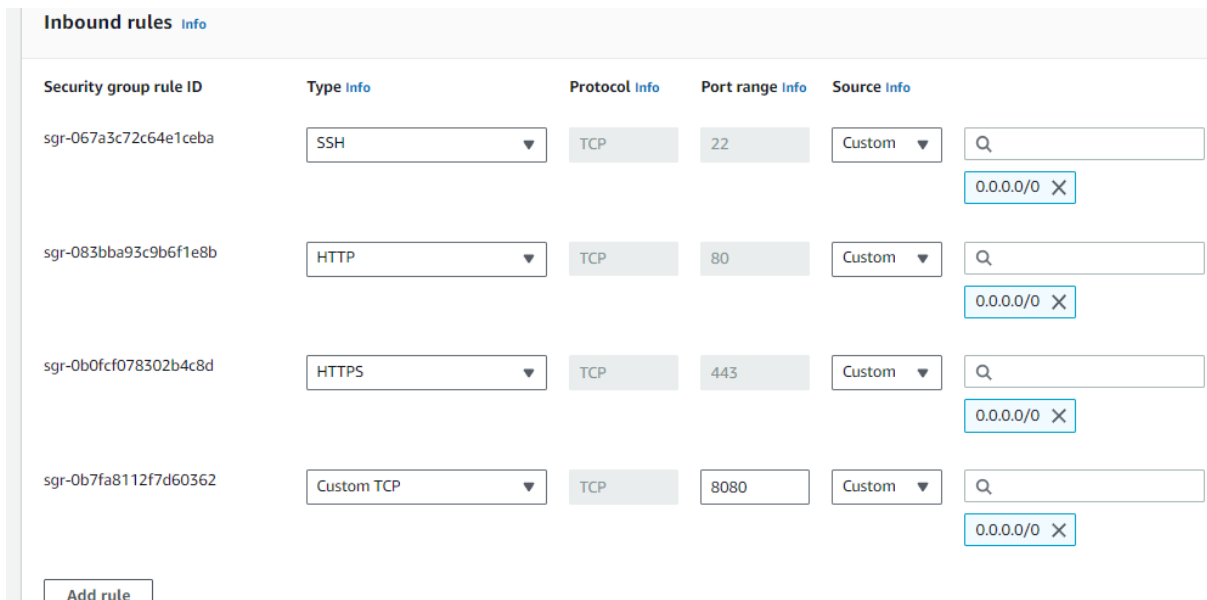 Inbound rules Info
Security group rule ID Type Info Protocol Info Port range Info Source Info
sgr-067a3c72c64e1ceba SSH TCP 22 Custom
0.0.0.0/0
sgr-083bba93c9b6f1e8b HTTP TCP 80 Custom
0.0.0.0/0
sgr-0b0fcf078302b4c8d HTTPS TCP 443 Custom
0.0.0.0/0
sgr-0b7fa8112f7d60362 Custom TCP TCP 8080 Custom
0.0.0.0/0
Add rule